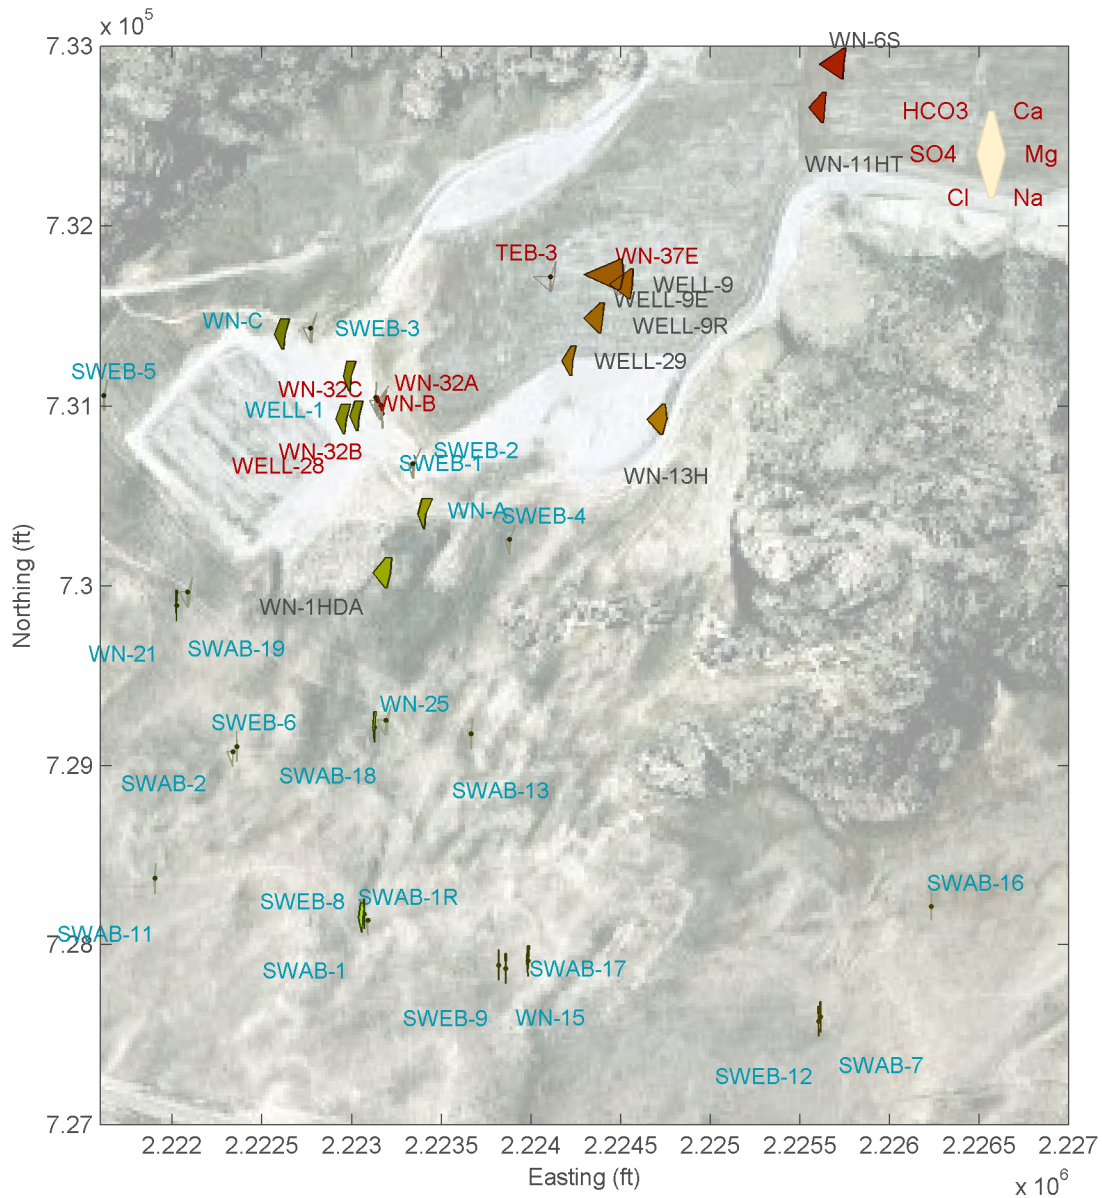 x 10^5
7.33
WN-6S
HCO3 Ca
SO4 Mg
Cl Na
WN-11HT
7.32
TEB-3
WN-37E
WELL-9
WELL-9E
WELL-9R
WN-C
SWEB-3
WELL-29
SWEB-5
WN-32C
WN-32A
WN-B
7.31
WELL-1
WN-32B
SWEB-2
SWEB-1
WELL-28
WN-13H
WN-A
SWEB-4
7.3
WN-1HDA
WN-21
SWAB-19
WN-25
SWEB-6
7.29
SWAB-18
SWAB-2
SWAB-13
SWAB-16
SWEB-8
SWAB-1R
SWAB-11
7.28
SWAB-1
SWAB-17
SWEB-9
WN-15
SWAB-7
SWEB-12
7.27
2.222 2.2225 2.223 2.2235 2.224 2.2245 2.225 2.2255 2.226 2.2265 2.227
Easting (ft)
x 10^6
Northing (ft)